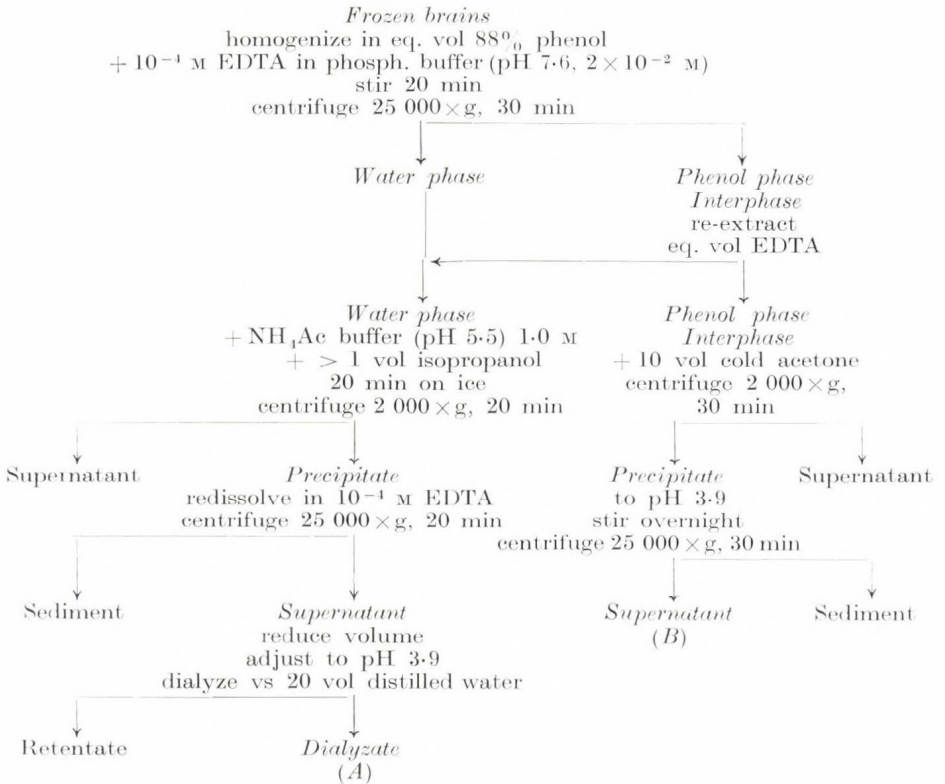 Frozen brains
homogenize in eq. vol 88% phenol
+ 10⁻⁴ M EDTA in phosph. buffer (pH 7·6, 2 × 10⁻² M)
stir 20 min
centrifuge 25 000 × g, 30 min
Water phase
Phenol phase
Interphase
re-extract
eq. vol EDTA
Water phase
+ NH₄Ac buffer (pH 5·5) 1·0 M
+ > 1 vol isopropanol
20 min on ice
centrifuge 2 000 × g, 20 min
Phenol phase
Interphase
+ 10 vol cold acetone
centrifuge 2 000 × g,
30 min
Supernatant
Precipitate
redissolve in 10⁻⁴ M EDTA
centrifuge 25 000 × g, 20 min
Precipitate
to pH 3·9
stir overnight
centrifuge 25 000 × g, 30 min
Supernatant
Sediment
Supernatant
reduce volume
adjust to pH 3·9
dialyze vs 20 vol distilled water
Supernatant
(B)
Sediment
Retentate
Dialyzate
(A)